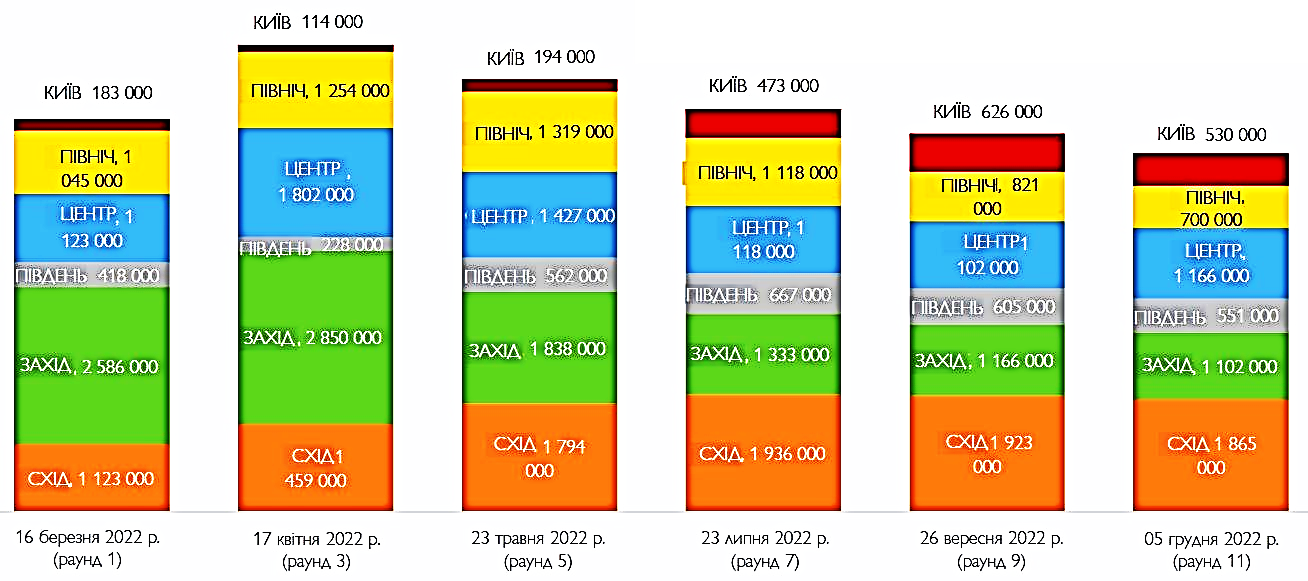 КИЇВ 183 000
ПІВНІЧ, 1
045 000
ЦЕНТР, 1
123 000
ПІВДЕНЬ 418 000
ЗАХІД, 2 586 000
СХІД, 1 123 000
16 березня 2022 р.
(раунд 1)
КИЇВ 114 000
ПІВНІЧ, 1 254 000
ЦЕНТР ,
1 802 000
ПІВДЕНЬ 228 000
ЗАХІД, 2 850 000
СХІД1
459 000
17 квітня 2022 р.
(раунд 3)
КИЇВ 194 000
ПІВНІЧ, 1 319 000
ЦЕНТР , 1 427 000
ПІВДЕНЬ 562 000
ЗАХІД 1 838 000
СХІД 1 794
000
23 травня 2022 р.
(раунд 5)
КИЇВ 473 000
ПІВНІЧ, 1 118 000
ЦЕНТР, 1
118 000
ПІВДЕНЬ 667 000
ЗАХІД , 1 333 000
СХІД, 1 936 000
23 липня 2022 р.
(раунд 7)
КИЇВ 626 000
ПІВНІЧІ, 821
000
ЦЕНТР1
102 000
ПІВДЕНЬ 605 000
ЗАХІД , 1 166 000
СХІД1 923
000
26 вересня 2022 р.
(раунд 9)
КИЇВ 530 000
ПІВНІЧ,
700 000
ЦЕНТР,
1 166 000
ПІВДЕНЬ 551 000
ЗАХІД, 1 102 000
СХІД 1 865
000
05 грудня 2022 р.
(раунд 11)